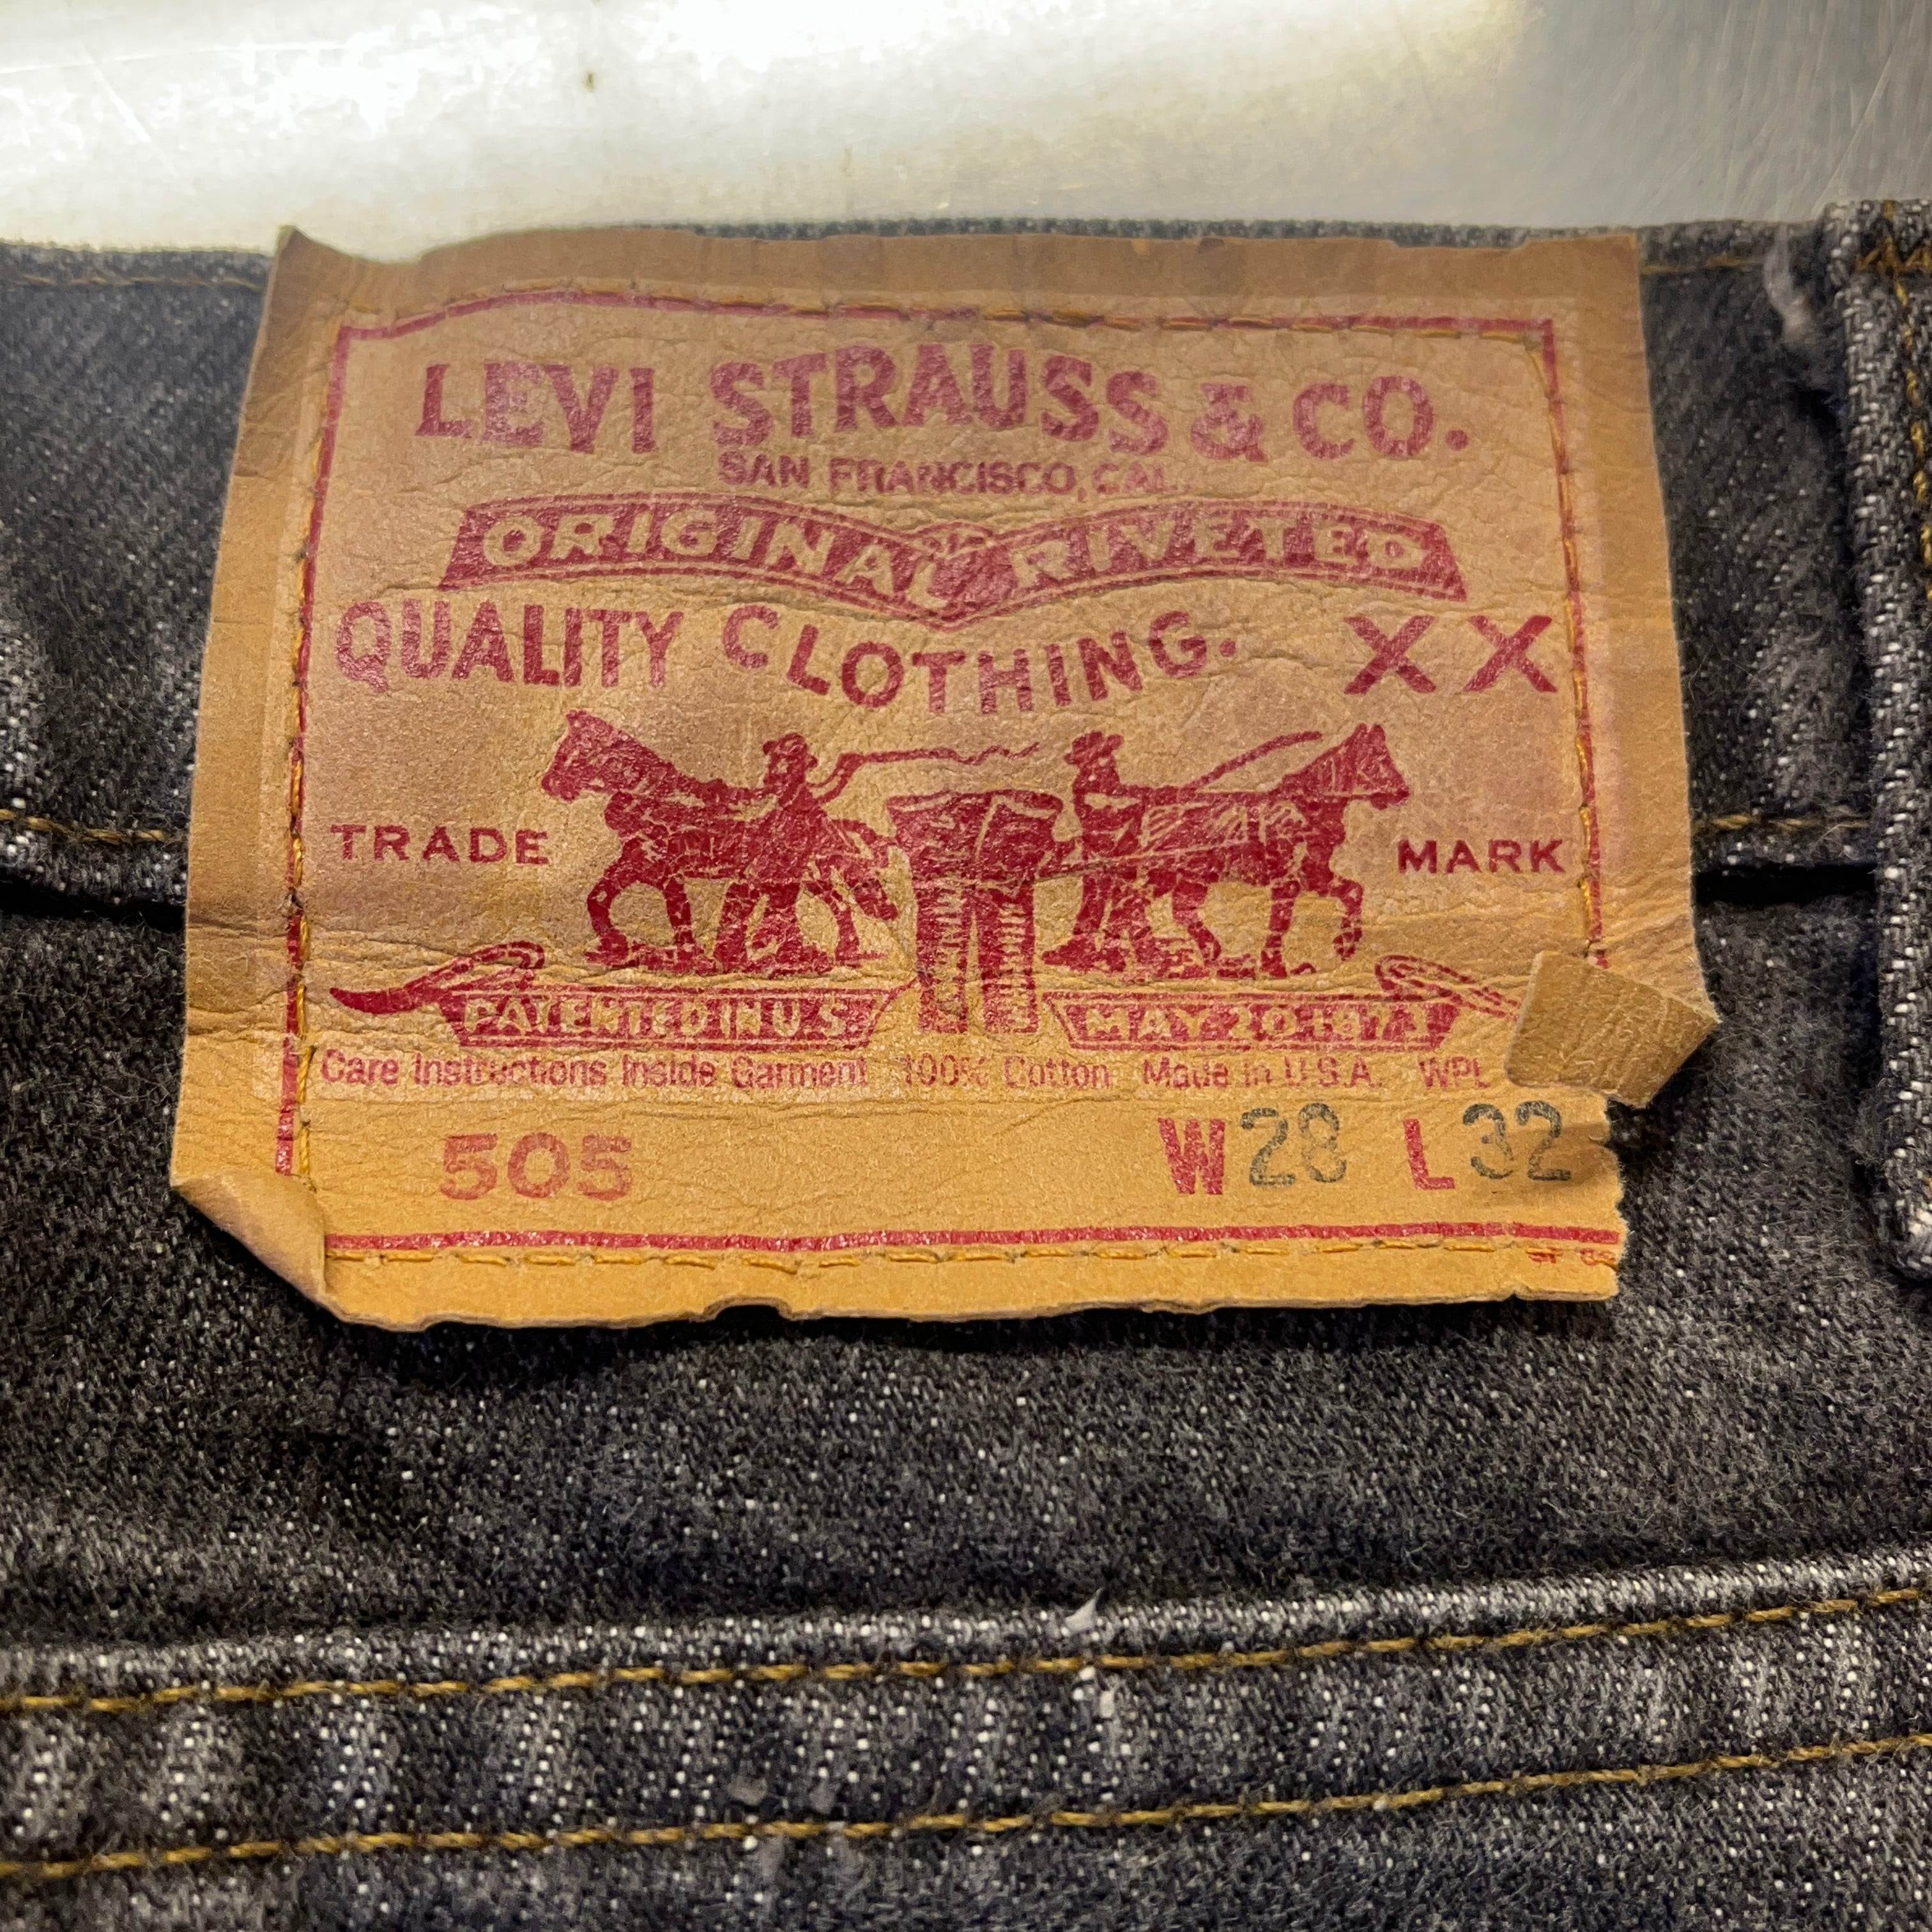 LEVI STRAUSS & CO.
SAN FRANCISCO, CAL.
ORIGINAL RIVETED
QUALITY CLOTHING. XX
TRADE MARK
PATENTED IN U.S. MAY 20 1873
Care Instructions Inside Garment 100% Cotton Made in U.S.A. WPL
505 W28 L32